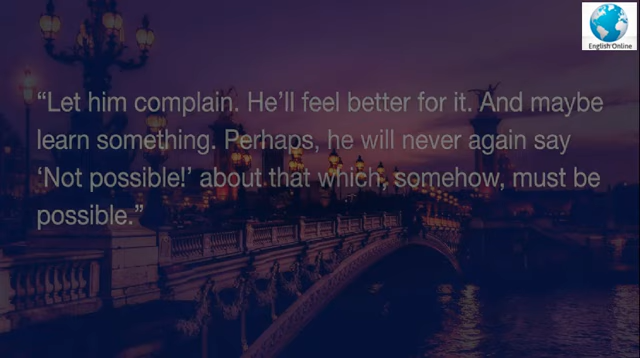 English Online
“Let him complain. He’ll feel better for it. And maybe
learn something. Perhaps, he will never again say
‘Not possible!’ about that which, somehow, must be
possible.”